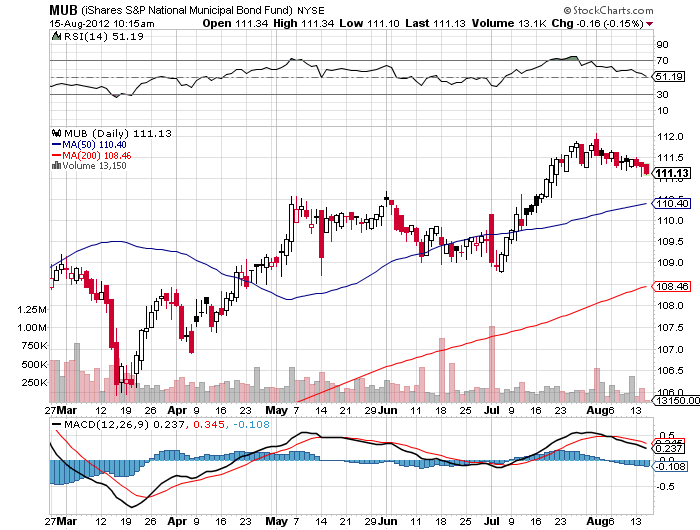 MUB (iShares S&P National Municipal Bond Fund) NYSE © StockCharts.com
15-Aug-2012 10:15am Open 111.34 High 111.34 Low 111.10 Last 111.13 Volume 13.1K Chg -0.16 (-0.15%)
RSI(14) 51.19
90
70
51.19
30
10
MUB (Daily) 111.13
MA(50) 110.40
MA(200) 108.46
Volume 13,150
112.0
111.5
111.13
110.40
110.0
109.5
109.0
108.46
108.0
1.25M
107.5
1.00M
107.0
750K
500K
106.5
250K
106.0
13150.00
27 Mar 12 19 26 Apr 9 16 23 May 7 14 21 29 Jun 11 18 25 Jul 9 16 23 Aug 6 13
MACD(12,26,9) 0.237, 0.345, -0.108
0.5
0.345
0.237
-0.108
-0.5
27 Mar 12 19 26 Apr 9 16 23 May 7 14 21 29 Jun 11 18 25 Jul 9 16 23 Aug 6 13